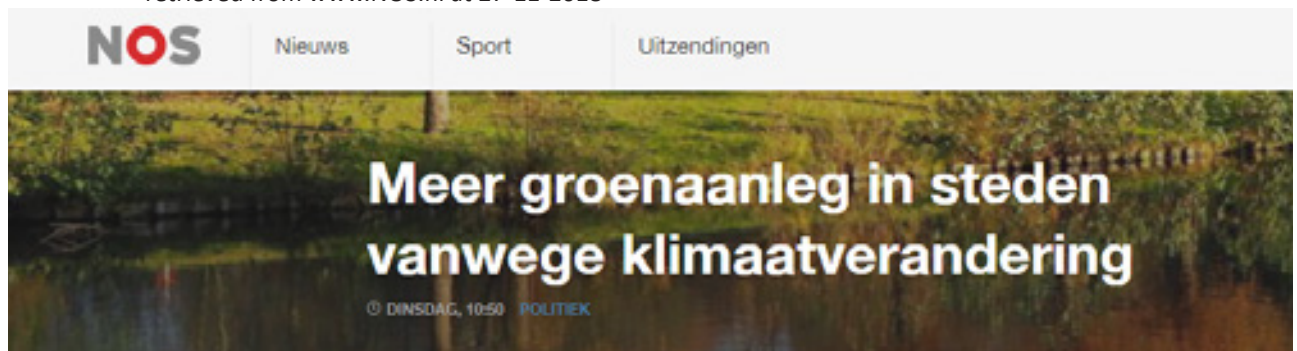 NOS Nieuws Sport Uitzendingen
Meer groenaanleg in steden
vanwege klimaatverandering
DINSDAG, 10:50 POLITIEK